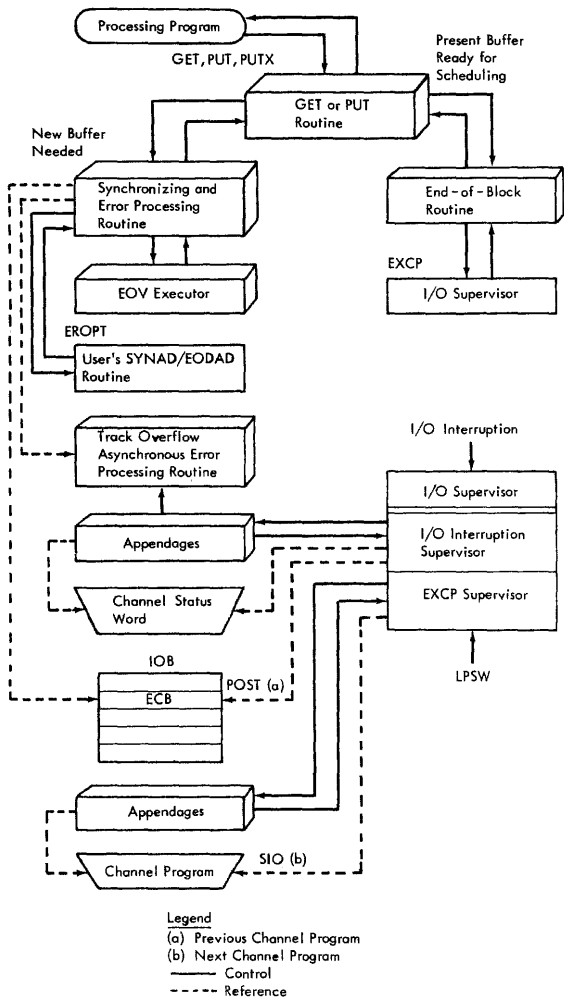 Processing Program
GET, PUT, PUTX
Present Buffer
Ready for
Scheduling
GET or PUT
Routine
New Buffer
Needed
Synchronizing and
Error Processing
Routine
End-of-Block
Routine
EOV Executor
EXCP
I/O Supervisor
EROPT
User's SYNAD/EODAD
Routine
Track Overflow
Asynchronous Error
Processing Routine
I/O Interruption
I/O Supervisor
Appendages
I/O Interruption
Supervisor
Channel Status
Word
EXCP Supervisor
LPSW
IOB
ECB
POST (a)
Appendages
Channel Program
SIO (b)
Legend
(a) Previous Channel Program
(b) Next Channel Program
Control
Reference